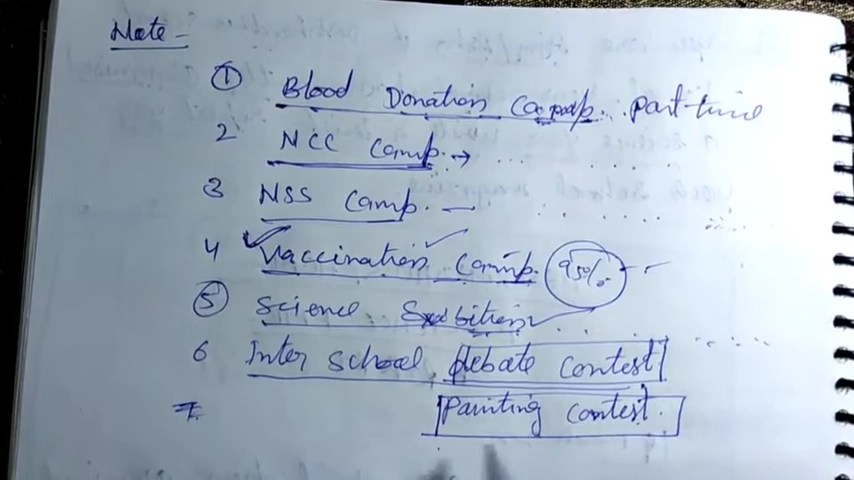 Note -
① Blood Donation Camp.. Part-time
2 NCC Camp. → ... . . .
3 NSS Camp. — . . . . . .
4 ✓ Vaccination ✓ Camp. 95%
⑤ Science Exbition ✓ . . .
6 Inter School, debate contest
7. Painting contest.